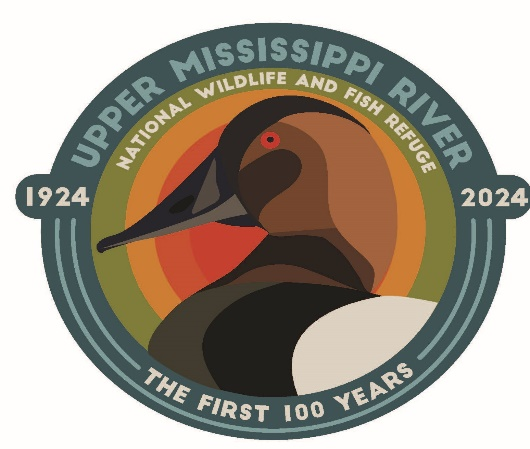 UPPER MISSISSIPPI RIVER
NATIONAL WILDLIFE AND FISH REFUGE
1924
2024
THE FIRST 100 YEARS